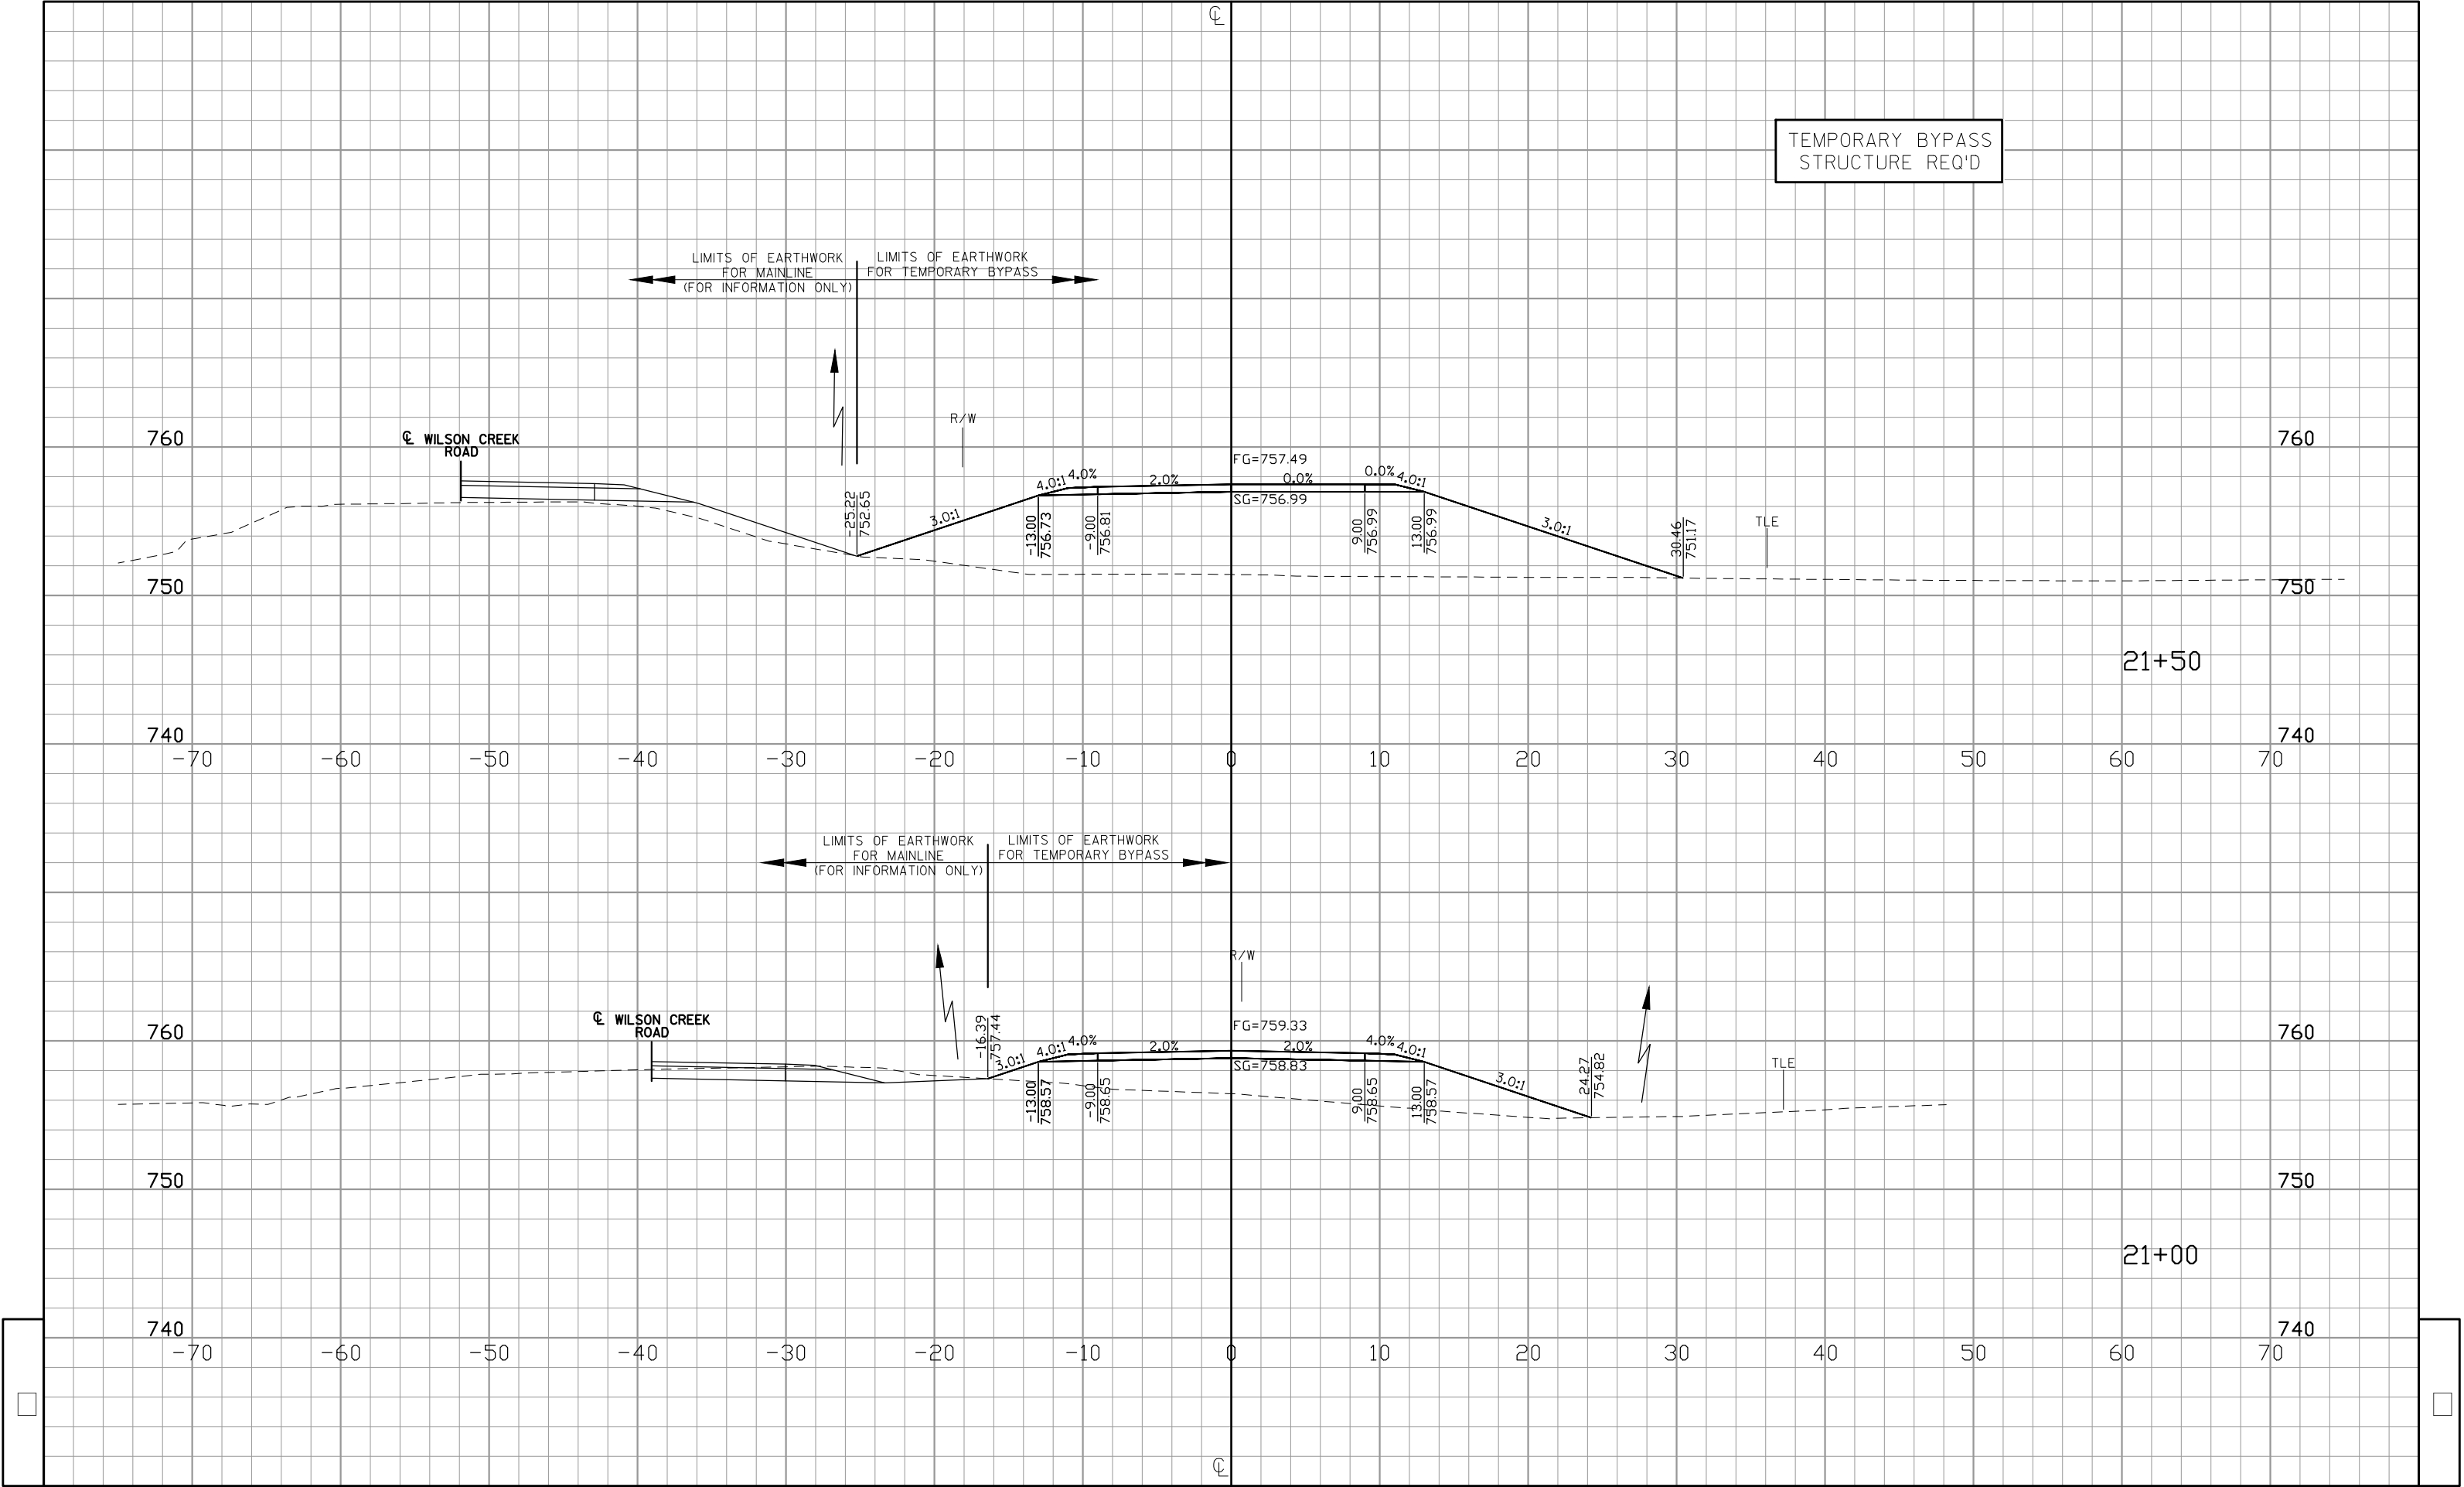 ℄
TEMPORARY BYPASS
STRUCTURE REQ'D
LIMITS OF EARTHWORK
FOR MAINLINE
(FOR INFORMATION ONLY)
LIMITS OF EARTHWORK
FOR TEMPORARY BYPASS
R/W
760
℄ WILSON CREEK
ROAD
FG=757.49
760
4.0:1
4.0%
2.0%
0.0%
0.0%
4.0:1
SG=756.99
-25.22
752.65
3.0:1
-13.00
756.73
-9.00
756.81
9.00
756.99
13.00
756.99
3.0:1
30.46
751.17
TLE
750
750
21+50
740
740
-70 -60 -50 -40 -30 -20 -10 0 10 20 30 40 50 60 70
LIMITS OF EARTHWORK
FOR MAINLINE
(FOR INFORMATION ONLY)
LIMITS OF EARTHWORK
FOR TEMPORARY BYPASS
R/W
760
℄ WILSON CREEK
ROAD
FG=759.33
760
-16.39
757.44
3.0:1
4.0:1
4.0%
2.0%
2.0%
4.0%
4.0:1
SG=758.83
-13.00
758.57
-9.00
758.65
9.00
758.65
13.00
758.57
3.0:1
24.27
754.82
TLE
750
750
21+00
740
740
-70 -60 -50 -40 -30 -20 -10 0 10 20 30 40 50 60 70
℄